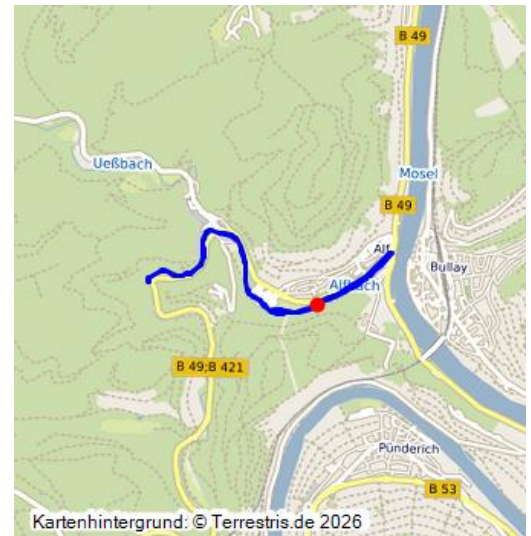 B 49
Ueßbach
Mosel
B 49
Alf
Bullay
Alfbach
B 49;B 421
Pünderich
B 53
Kartenhintergrund: © Terrestris.de 2026